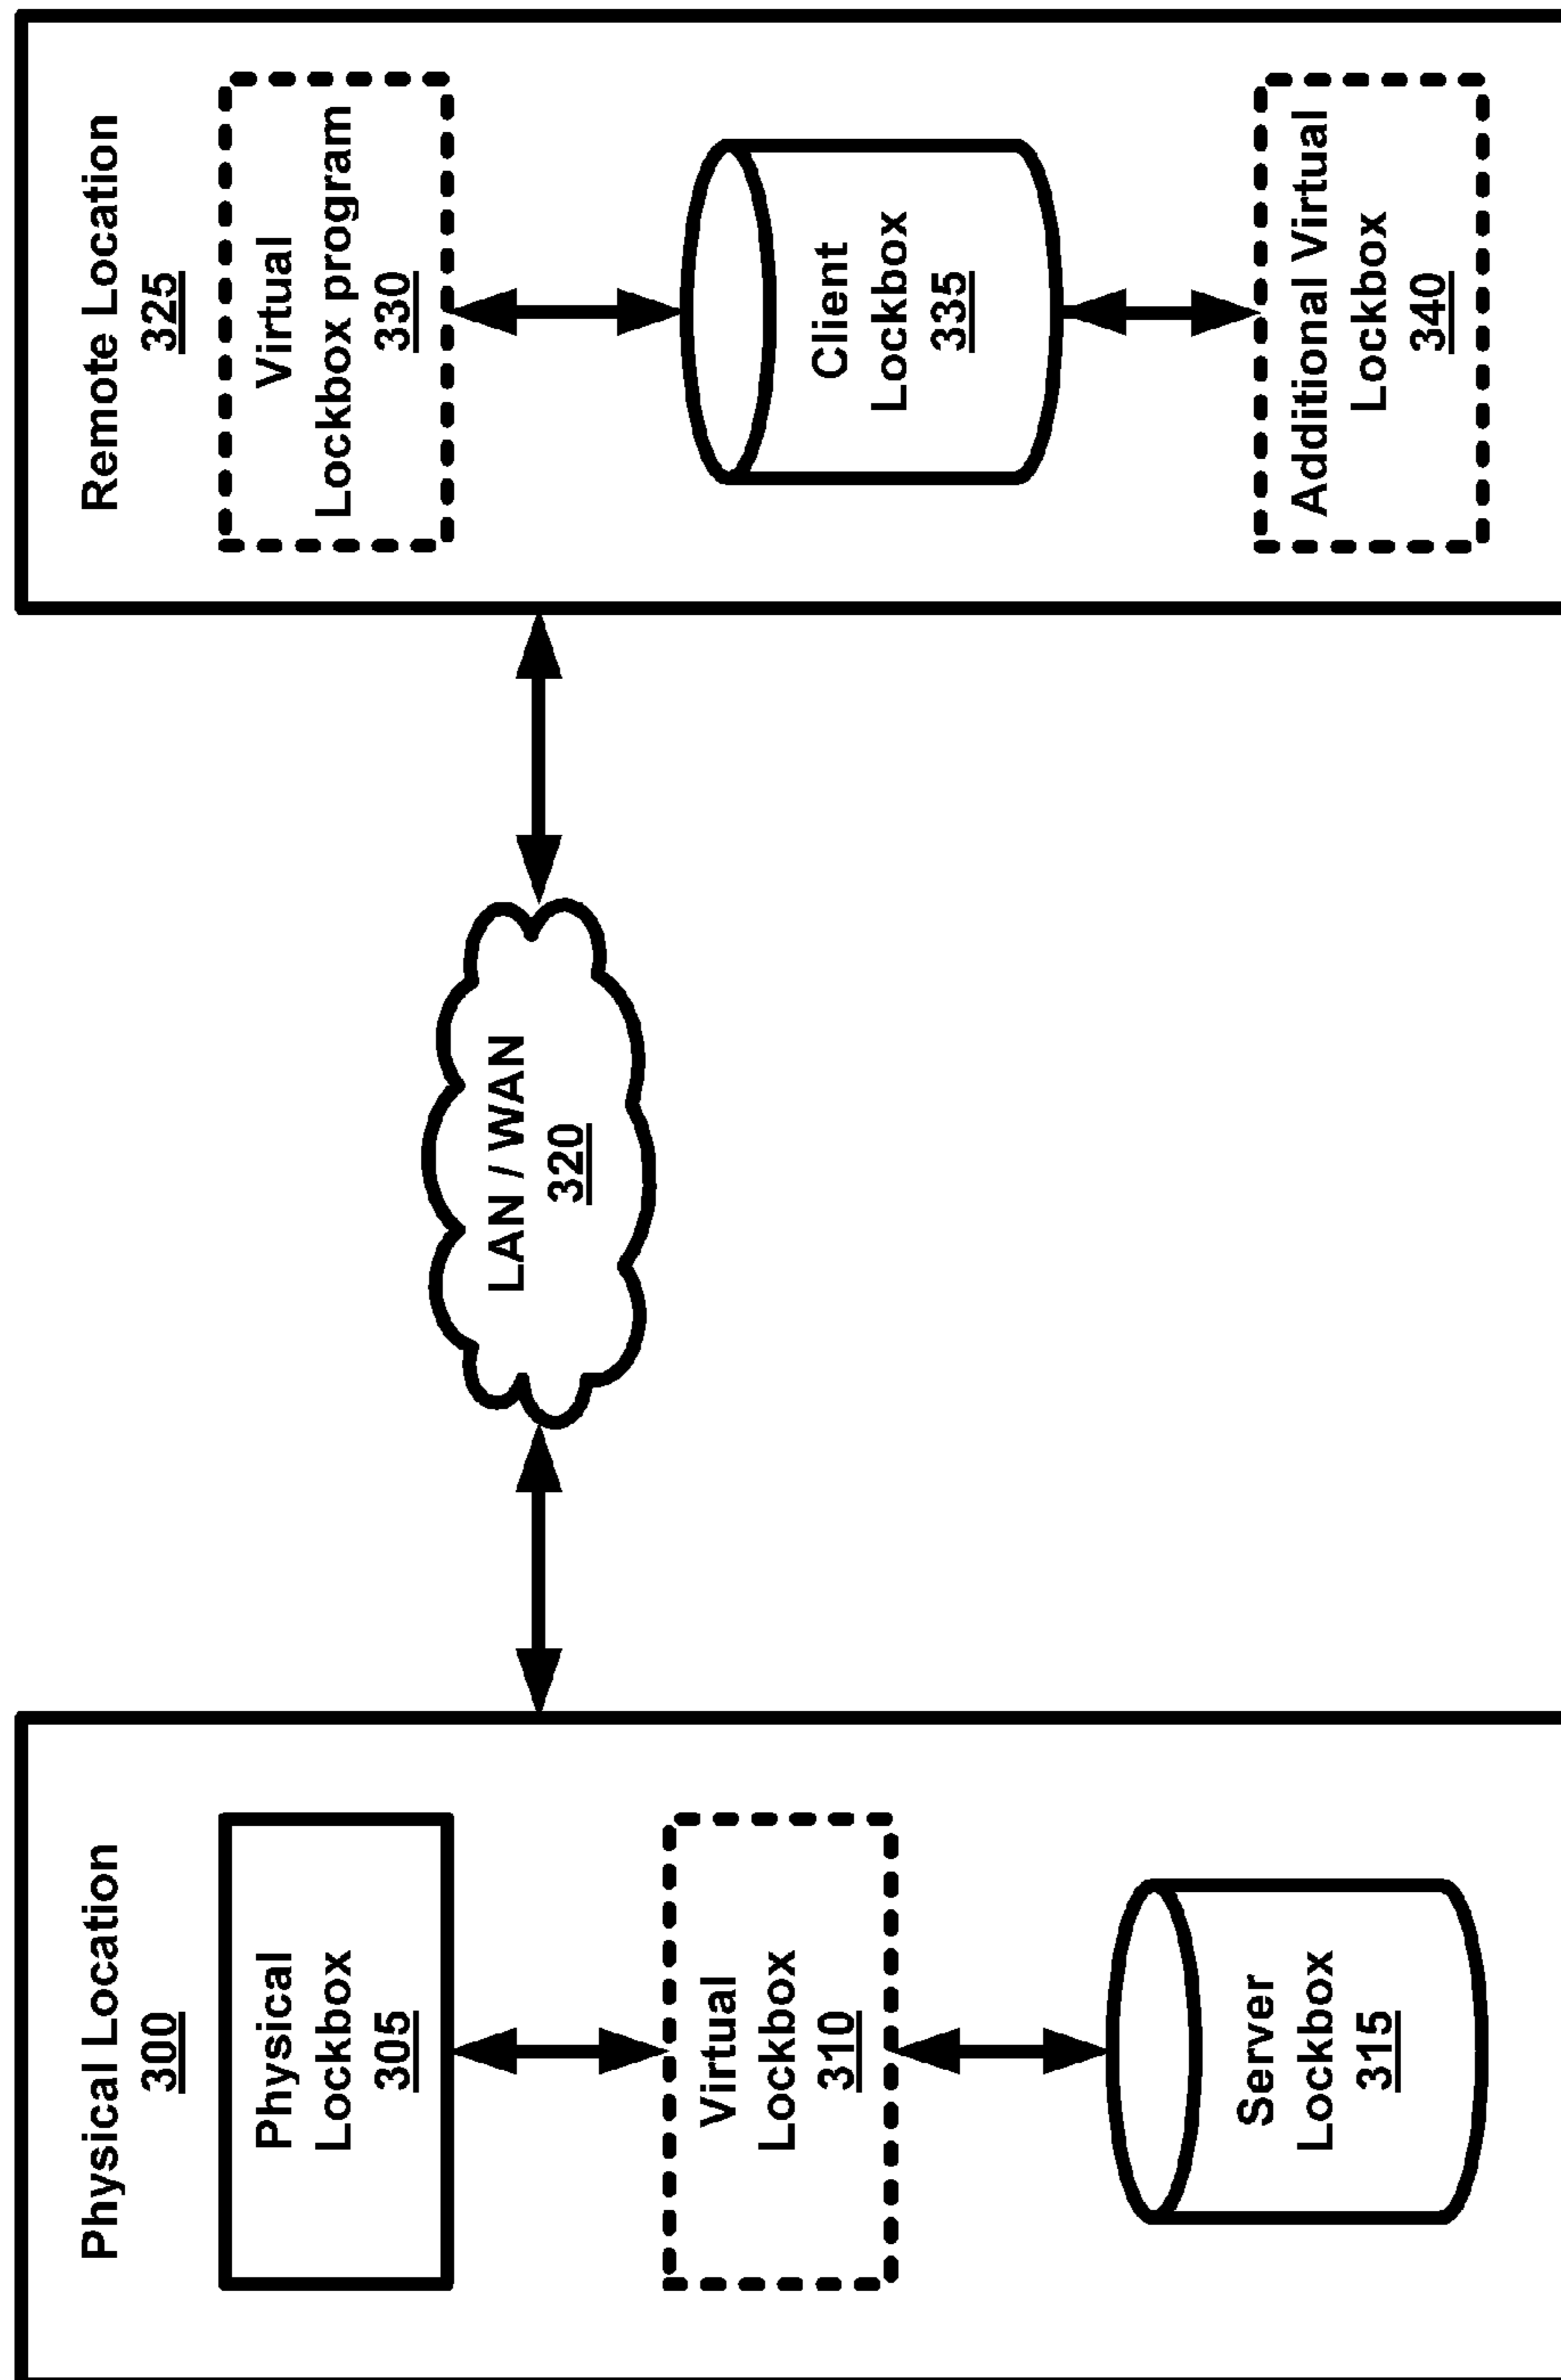 Physical Location
300
Physical
Lockbox
305
Virtual
Lockbox
310
Server
Lockbox
315
LAN / WAN
320
Remote Location
325
Virtual
Lockbox program
330
Client
Lockbox
335
Additional Virtual
Lockbox
340